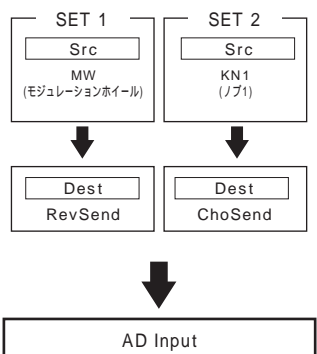 SET 1
Src
MW
(モジュレーションホイール)
Dest
RevSend
SET 2
Src
KN1
(ノブ1)
Dest
ChoSend
AD Input